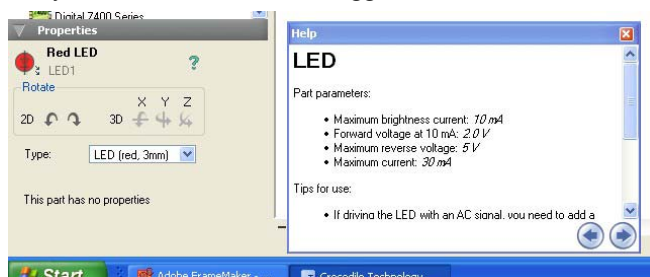 Digital 7400 Series
Properties
Red LED
LED1
?
Rotate
X Y Z
2D 3D
Type: LED (red, 3mm)
This part has no properties
Help
LED
Part parameters:
• Maximum brightness current: 10 mA
• Forward voltage at 10 mA: 2.0 V
• Maximum reverse voltage: 5 V
• Maximum current: 30 mA
Tips for use:
• If driving the LED with an AC signal, you need to add a
Start
Adobe FrameMaker -
Crocodile Technology